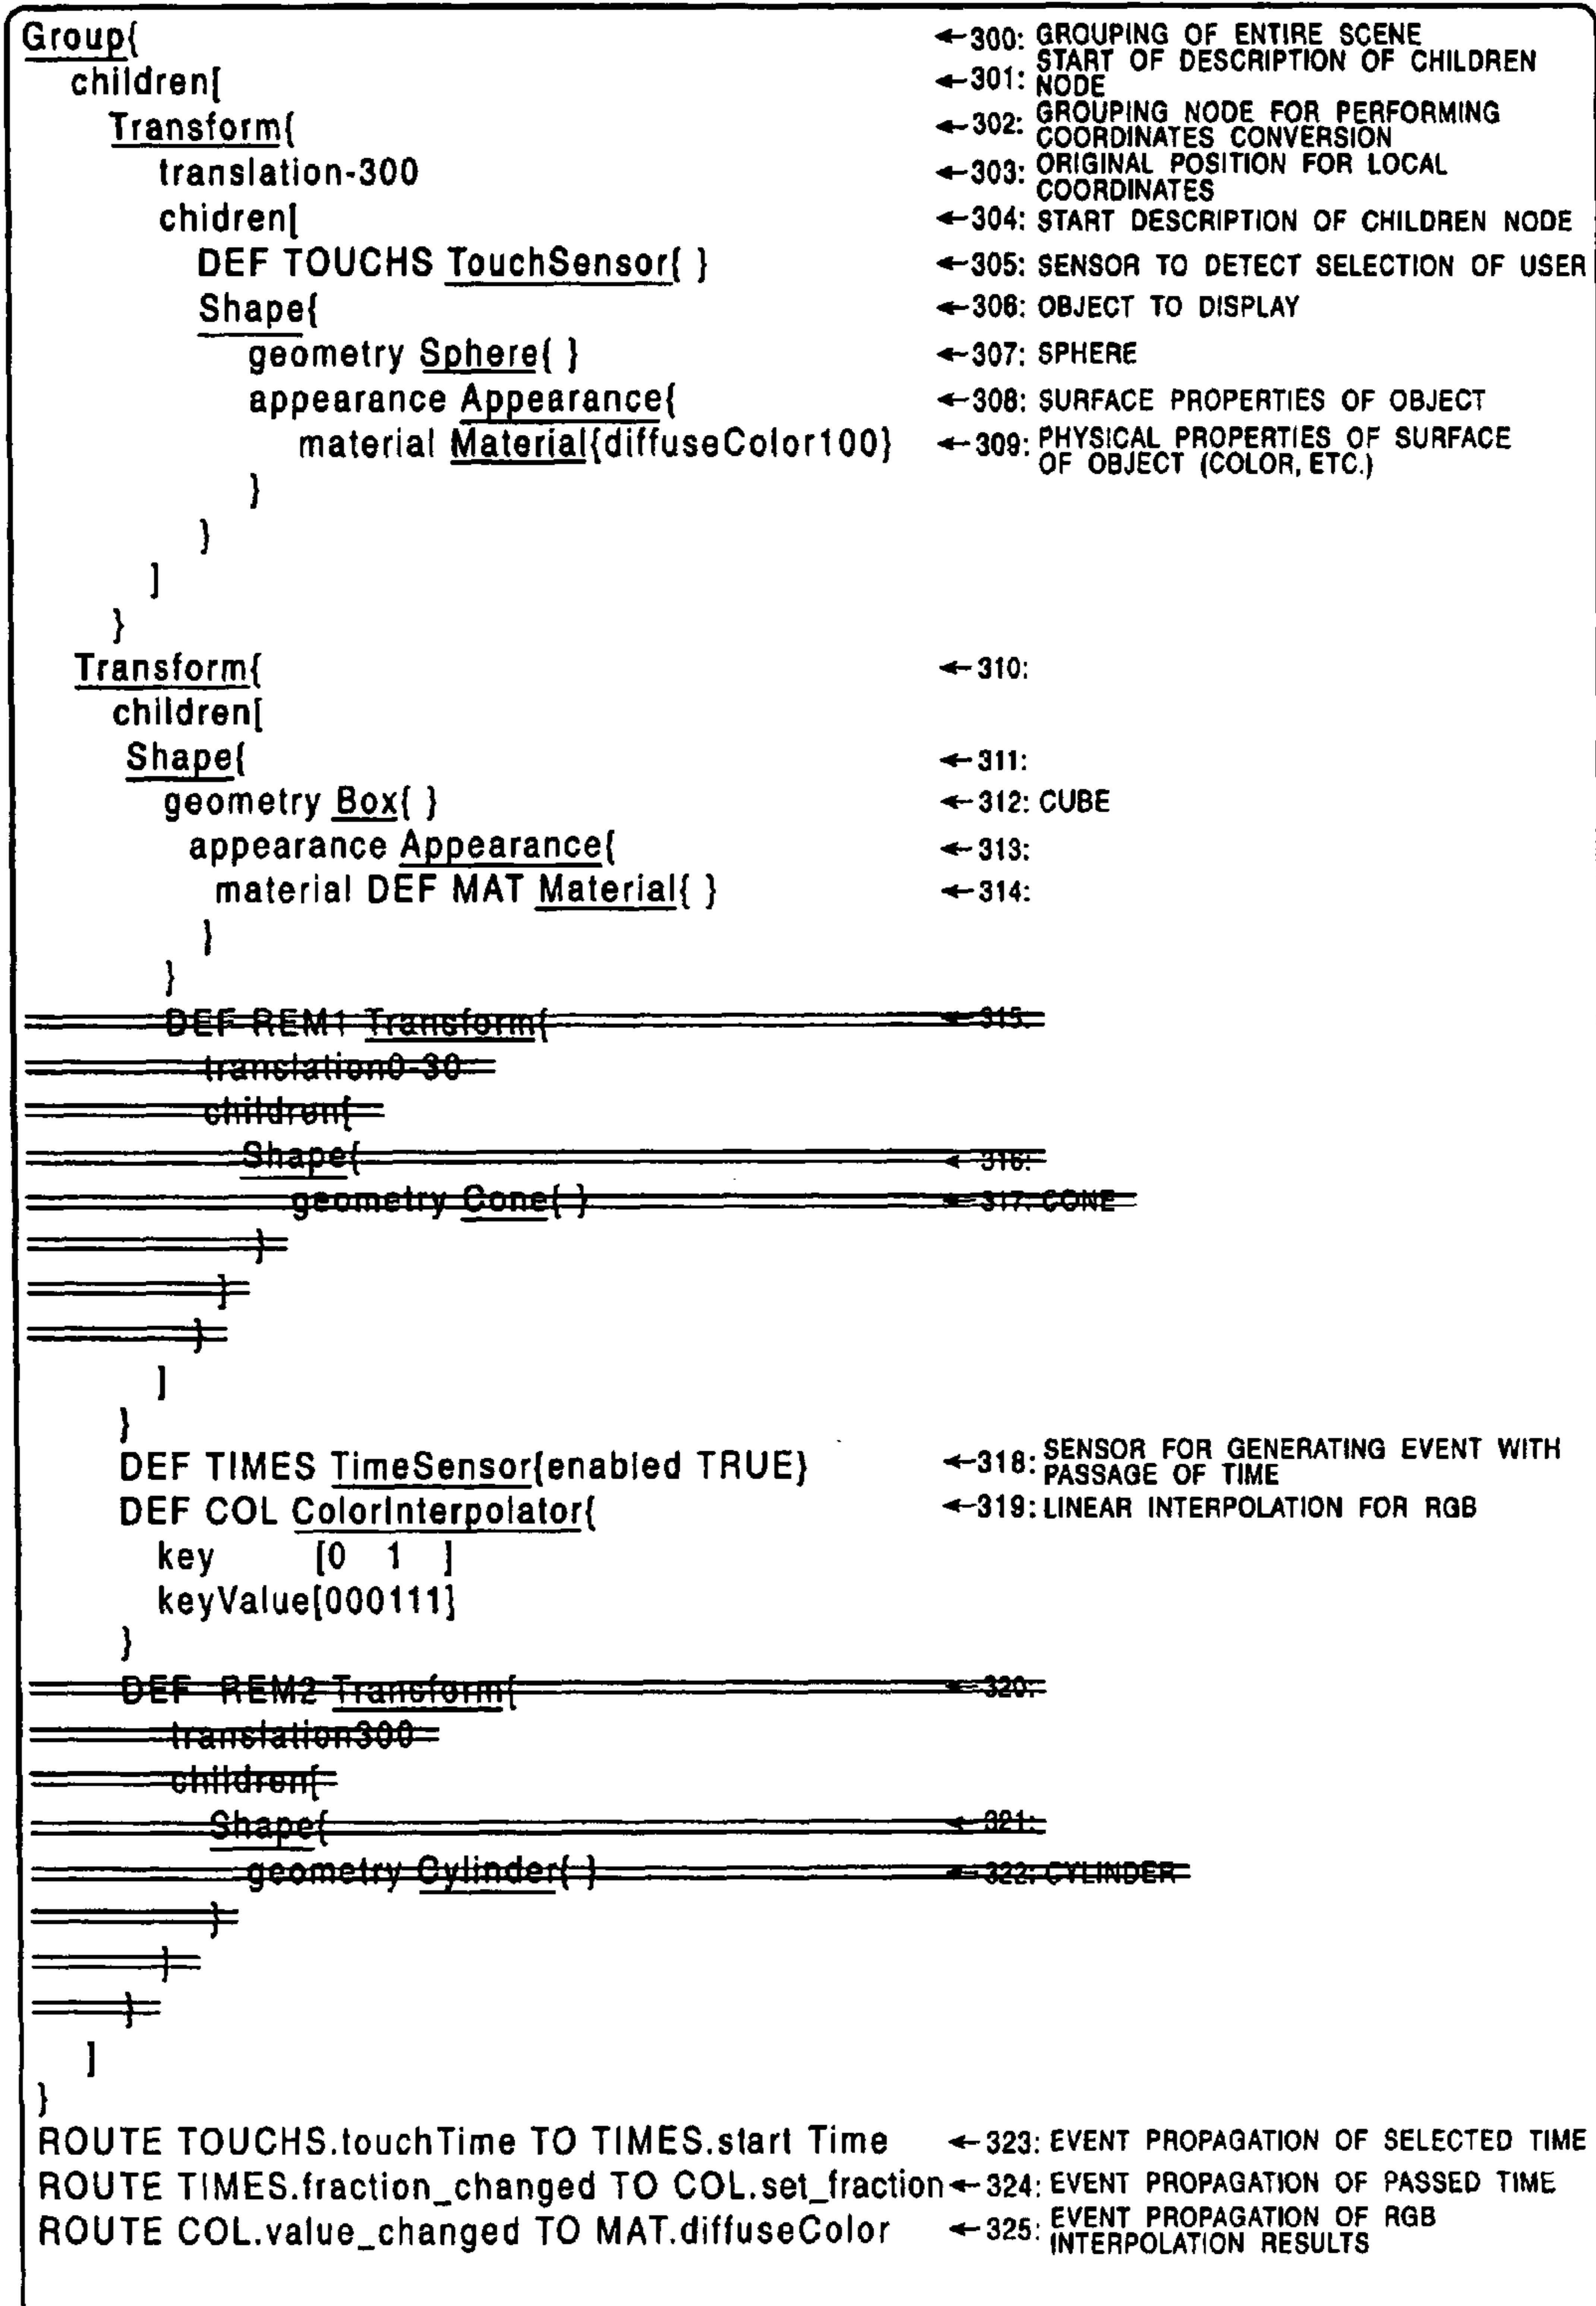 Group{ ←300: GROUPING OF ENTIRE SCENE
children[ ←301: START OF DESCRIPTION OF CHILDREN NODE
Transform{ ←302: GROUPING NODE FOR PERFORMING COORDINATES CONVERSION
translation-300 ←303: ORIGINAL POSITION FOR LOCAL COORDINATES
chidren[ ←304: START DESCRIPTION OF CHILDREN NODE
DEF TOUCHS TouchSensor{ } ←305: SENSOR TO DETECT SELECTION OF USER
Shape{ ←306: OBJECT TO DISPLAY
geometry Sphere{ } ←307: SPHERE
appearance Appearance{ ←308: SURFACE PROPERTIES OF OBJECT
material Material{diffuseColor100} ←309: PHYSICAL PROPERTIES OF SURFACE OF OBJECT (COLOR, ETC.)
}
}
]
}
Transform{ ←310:
children[
Shape{ ←311:
geometry Box{ } ←312: CUBE
appearance Appearance{ ←313:
material DEF MAT Material{ } ←314:
}
}
DEF REM1 Transform{ ←315:
translation0-30
children[
Shape{ ←316:
geometry Cone{ } ←317: CONE
}
]
}
]
}
DEF TIMES TimeSensor{enabled TRUE} ←318: SENSOR FOR GENERATING EVENT WITH PASSAGE OF TIME
DEF COL ColorInterpolator{ ←319: LINEAR INTERPOLATION FOR RGB
key [0 1 ]
keyValue[000111]
}
DEF REM2 Transform{ ←320:
translation300
children[
Shape{ ←321:
geometry Cylinder{ } ←322: CYLINDER
}
]
}
]
}
ROUTE TOUCHS.touchTime TO TIMES.start Time ←323: EVENT PROPAGATION OF SELECTED TIME
ROUTE TIMES.fraction_changed TO COL.set_fraction ←324: EVENT PROPAGATION OF PASSED TIME
ROUTE COL.value_changed TO MAT.diffuseColor ←325: EVENT PROPAGATION OF RGB INTERPOLATION RESULTS